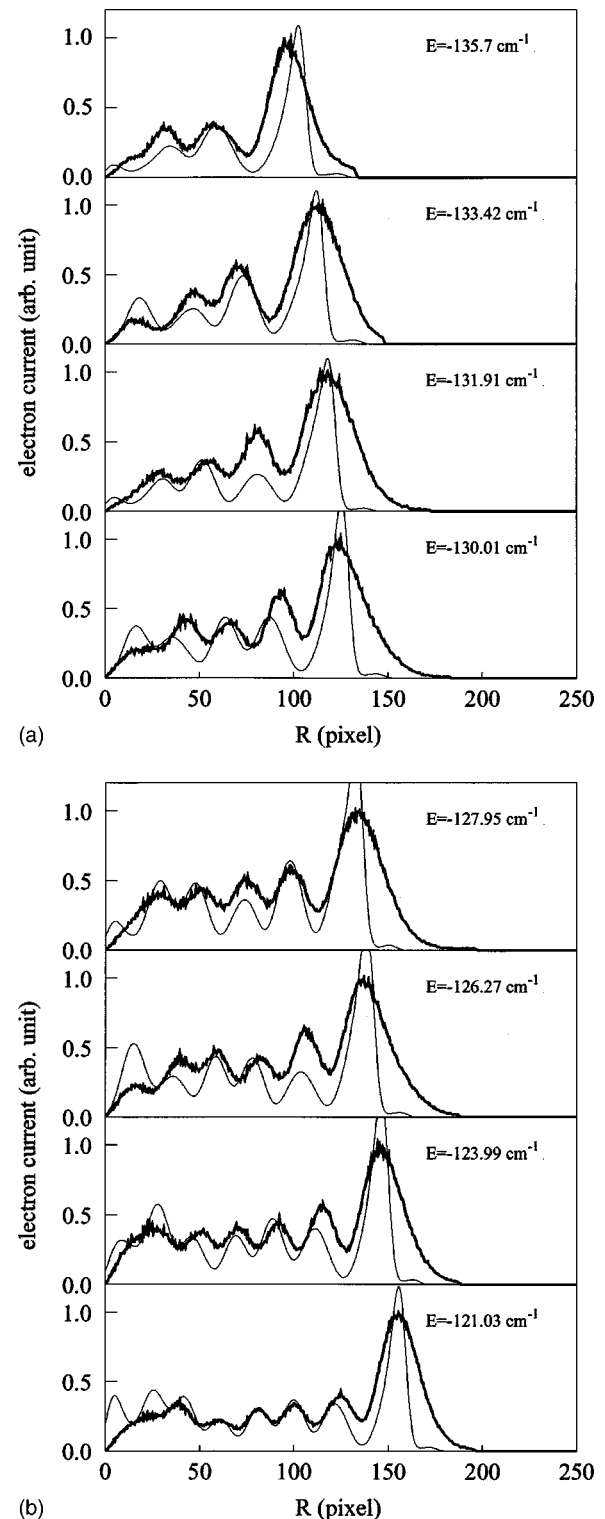 1.0
E=-135.7 cm⁻¹
0.5
0.0
1.0
E=-133.42 cm⁻¹
0.5
0.0
electron current (arb. unit)
1.0
E=-131.91 cm⁻¹
0.5
0.0
1.0
E=-130.01 cm⁻¹
0.5
0.0
0 50 100 150 200 250
(a) R (pixel)
1.0
E=-127.95 cm⁻¹
0.5
0.0
1.0
E=-126.27 cm⁻¹
0.5
0.0
electron current (arb. unit)
1.0
E=-123.99 cm⁻¹
0.5
0.0
1.0
E=-121.03 cm⁻¹
0.5
0.0
0 50 100 150 200 250
(b) R (pixel)